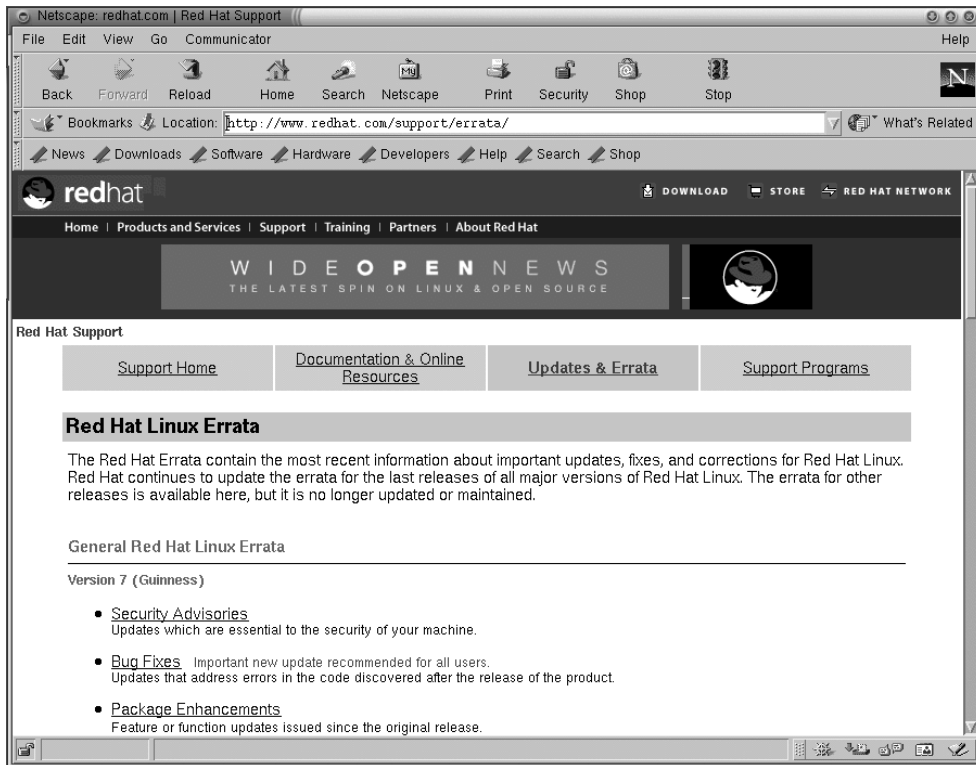 Netscape: redhat.com | Red Hat Support
File Edit View Go Communicator Help
Back Forward Reload Home Search Netscape Print Security Shop Stop
My
N
Bookmarks Location: http://www.redhat.com/support/errata/ What's Related
News Downloads Software Hardware Developers Help Search Shop
redhat
DOWNLOAD STORE RED HAT NETWORK
Home | Products and Services | Support | Training | Partners | About Red Hat
WIDE OPEN NEWS
THE LATEST SPIN ON LINUX & OPEN SOURCE
Red Hat Support
Support Home
Documentation & Online
Resources
Updates & Errata
Support Programs
Red Hat Linux Errata
The Red Hat Errata contain the most recent information about important updates, fixes, and corrections for Red Hat Linux.
Red Hat continues to update the errata for the last releases of all major versions of Red Hat Linux. The errata for other
releases is available here, but it is no longer updated or maintained.
General Red Hat Linux Errata
Version 7 (Guinness)
• Security Advisories
Updates which are essential to the security of your machine.
• Bug Fixes Important new update recommended for all users.
Updates that address errors in the code discovered after the release of the product.
• Package Enhancements
Feature or function updates issued since the original release.